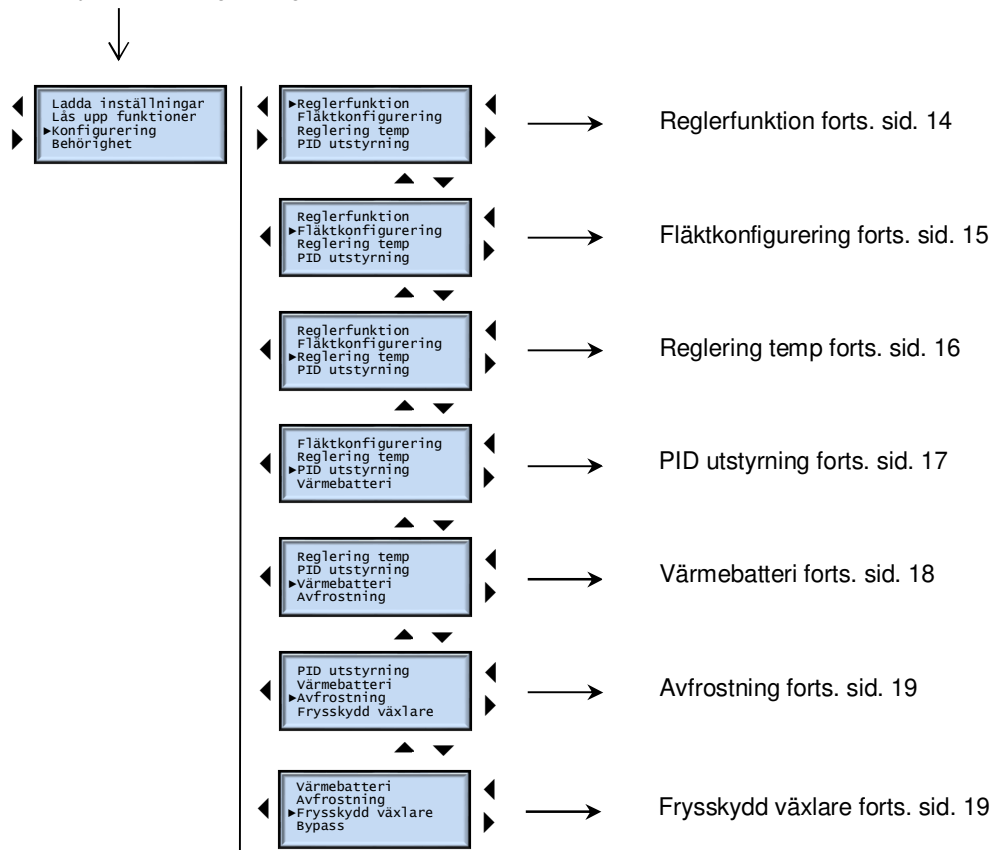 Ladda inställningar
Lås upp funktioner
▶Konfigurering
Behörighet
▶Reglerfunktion
Fläktkonfigurering
Reglering temp
PID utstyrning
Reglerfunktion forts. sid. 14
Reglerfunktion
▶Fläktkonfigurering
Reglering temp
PID utstyrning
Fläktkonfigurering forts. sid. 15
Reglerfunktion
Fläktkonfigurering
▶Reglering temp
PID utstyrning
Reglering temp forts. sid. 16
Fläktkonfigurering
Reglering temp
▶PID utstyrning
Värmebatteri
PID utstyrning forts. sid. 17
Reglering temp
PID utstyrning
▶Värmebatteri
Avfrostning
Värmebatteri forts. sid. 18
PID utstyrning
Värmebatteri
▶Avfrostning
Frysskydd växlare
Avfrostning forts. sid. 19
Värmebatteri
Avfrostning
▶Frysskydd växlare
Bypass
Frysskydd växlare forts. sid. 19